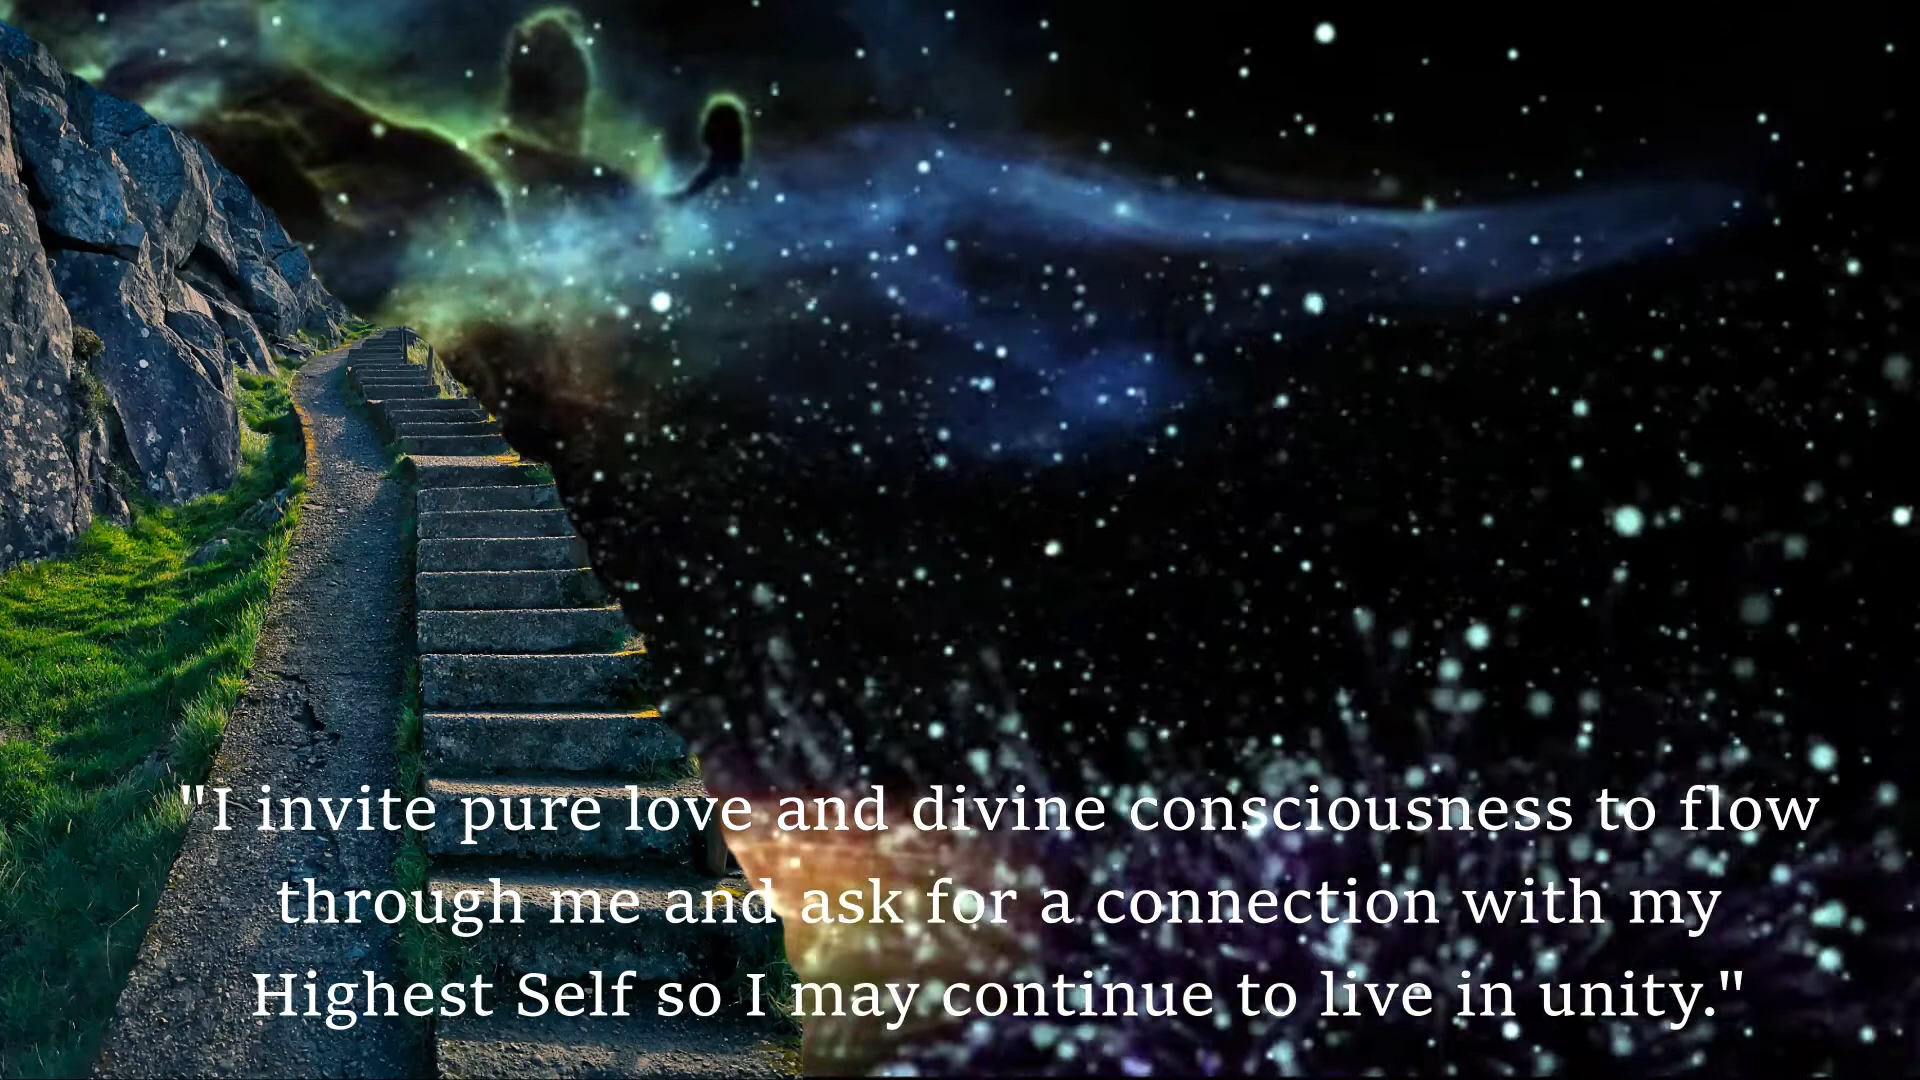 "I invite pure love and divine consciousness to flow
through me and ask for a connection with my
Highest Self so I may continue to live in unity."